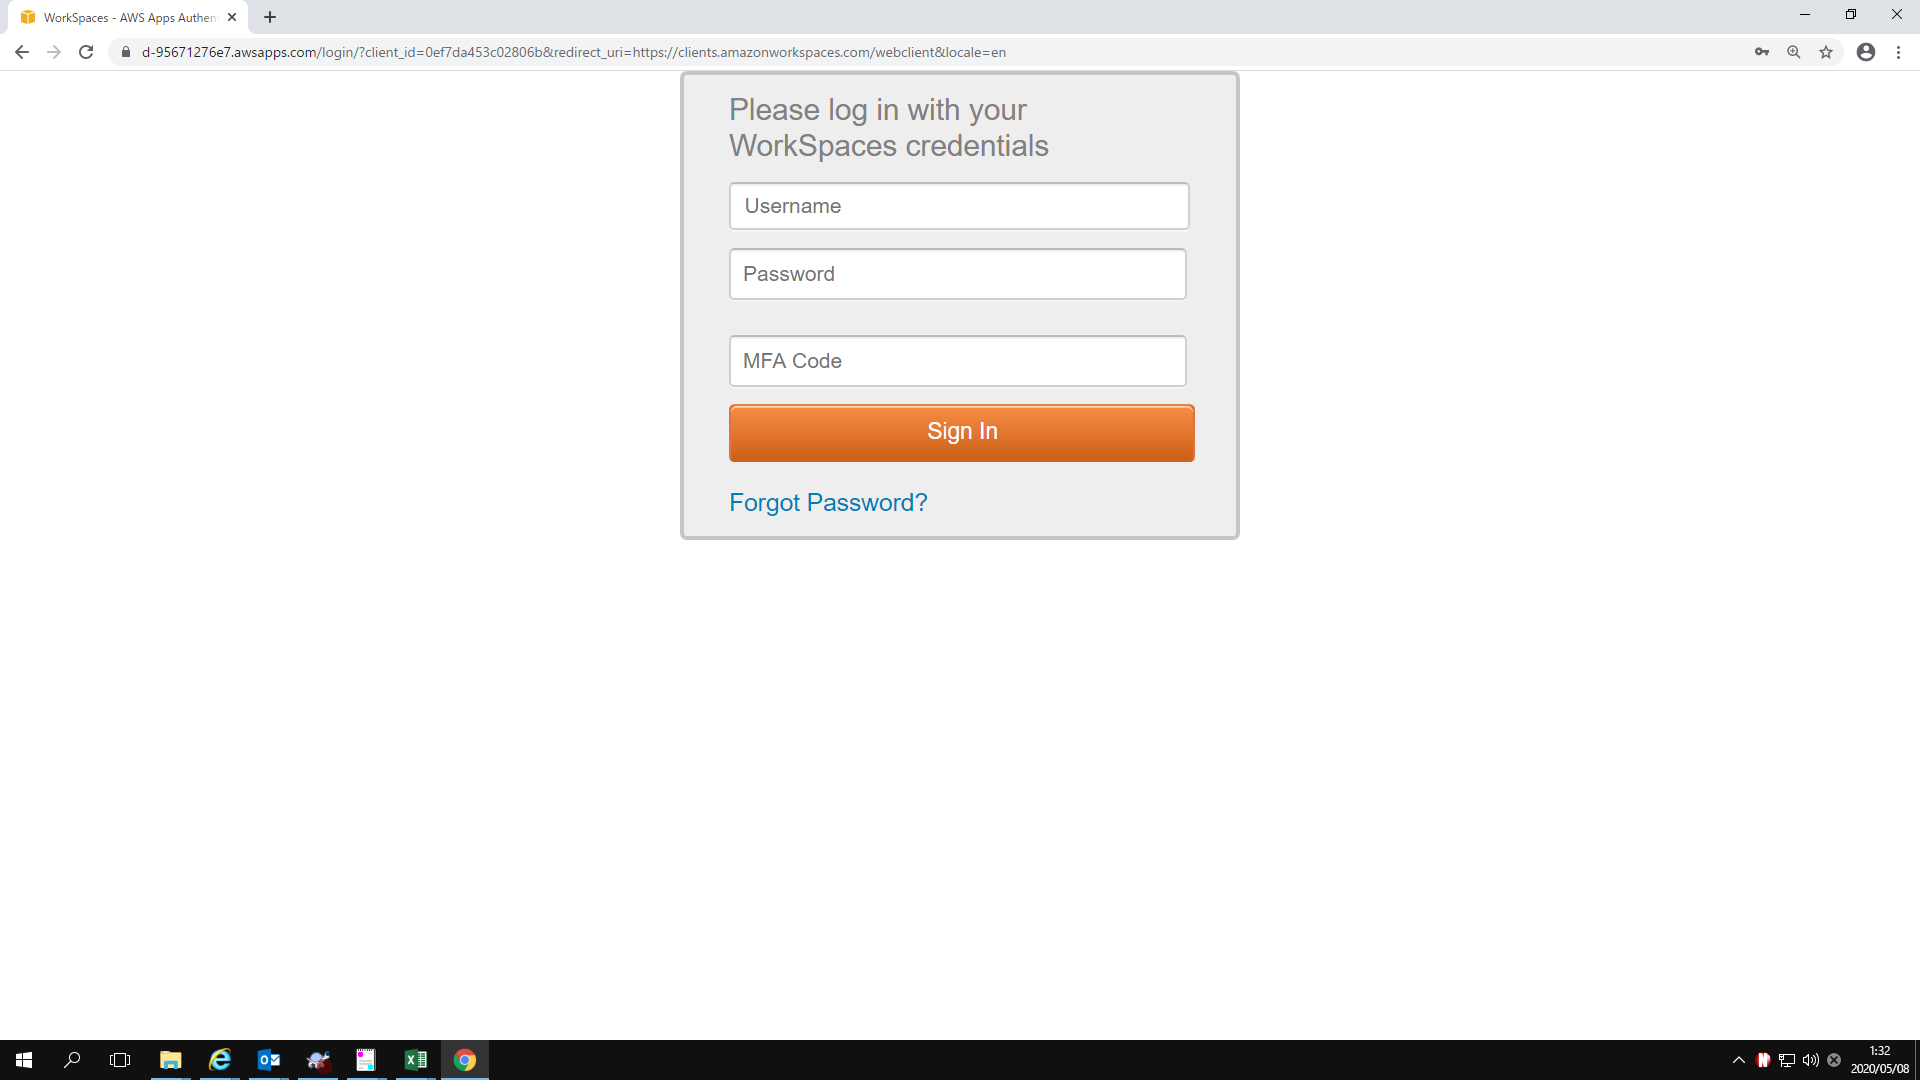 WorkSpaces - AWS Apps Authen
d-95671276e7.awsapps.com/login/?client_id=0ef7da453c02806b&redirect_uri=https://clients.amazonworkspaces.com/webclient&locale=en
Please log in with your
WorkSpaces credentials
Username
Password
MFA Code
Sign In
Forgot Password?
1:32
2020/05/08